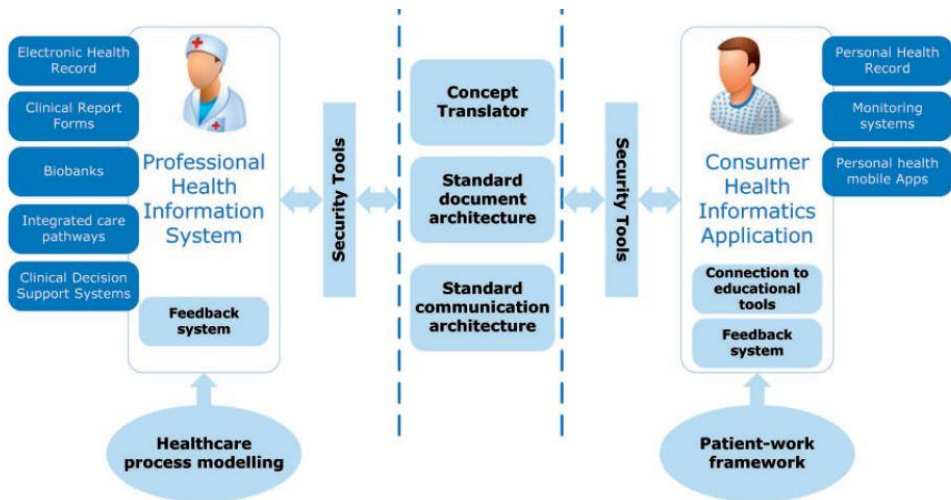 Electronic Health
Record
Clinical Report
Forms
Biobanks
Integrated care
pathways
Clinical Decision
Support Systems
Professional
Health
Information
System
Feedback
system
Healthcare
process modelling
Security Tools
Concept
Translator
Standard
document
architecture
Standard
communication
architecture
Security Tools
Consumer
Health
Informatics
Application
Connection to
educational tools
Feedback
system
Patient-work
framework
Personal Health
Record
Monitoring
systems
Personal health
mobile Apps